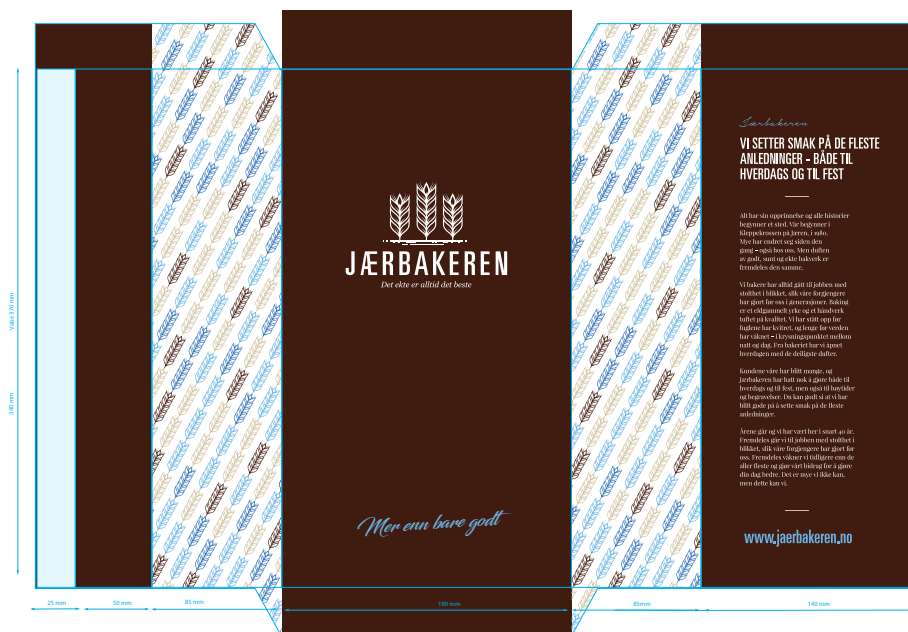 JÆRBAKEREN
Det ekte er alltid det beste
Mer enn bare godt
Jærbakeren
VI SETTER SMAK PÅ DE FLESTE
ANLEDNINGER - BÅDE TIL
HVERDAGS OG TIL FEST
Alt har sin opprinnelse og alle historier
begynner et sted. Vår begynner i
Kleppekrossen på Jæren, i 1980.
Mye har endret seg siden den
gang – også hos oss. Men duften
av godt, sunt og ekte bakverk er
fremdeles den samme.
Vi bakere har alltid gått til jobben med
stolthet i blikket, slik våre forgjengere
har gjort før oss i generasjoner. Baking
er et eldgammelt yrke og et håndverk
tuftet på kvalitet. Vi har stått opp før
fuglene har kvitret, og lenge før verden
har våknet – i krysningspunktet mellom
natt og dag. Fra bakeriet har vi åpnet
hverdagen med de deiligste dufter.
Kundene våre har blitt mange, og
Jærbakeren har hatt nok å gjøre både til
hverdags og til fest, men også til høytider
og begravelser. Du kan godt si at vi har
blitt gode på å sette smak på de fleste
anledninger.
Årene går og vi har vært her i snart 40 år.
Fremdeles går vi til jobben med stolthet i
blikket, slik våre forgjengere har gjort før
oss. Fremdeles våkner vi tidligere enn de
aller fleste og gjør vårt bidrag for å gjøre
din dag bedre. Det er mye vi ikke kan,
men dette kan vi.
www.jaerbakeren.no
370 mm
340 mm
25 mm
50 mm
85 mm
190 mm
85mm
140 mm